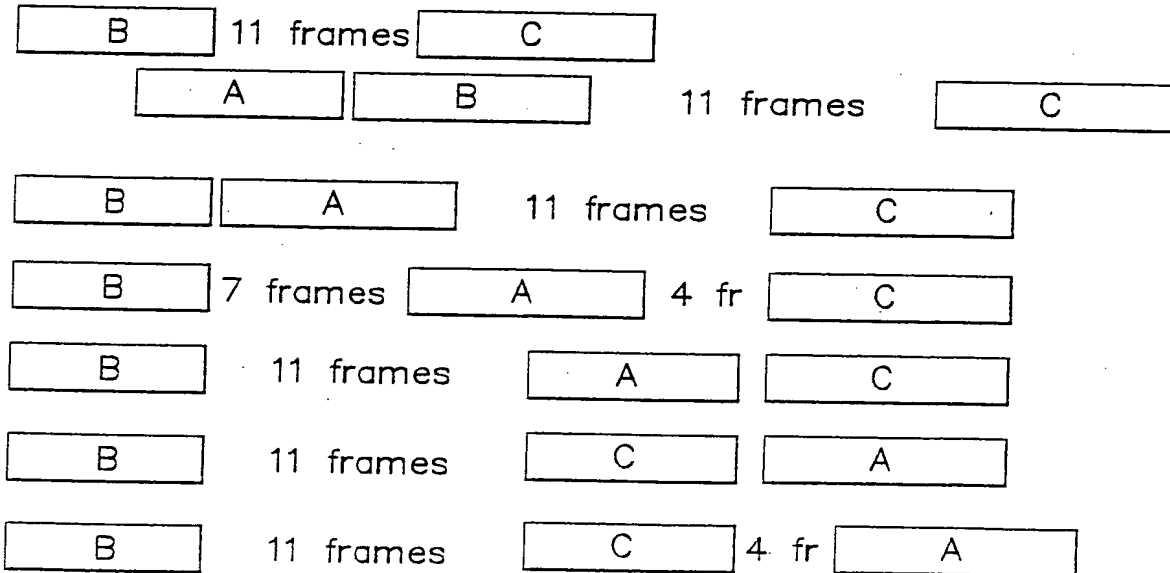 B 11 frames C
A B 11 frames C
B A 11 frames C
B 7 frames A 4 fr C
B 11 frames A C
B 11 frames C A
B 11 frames C 4 fr A